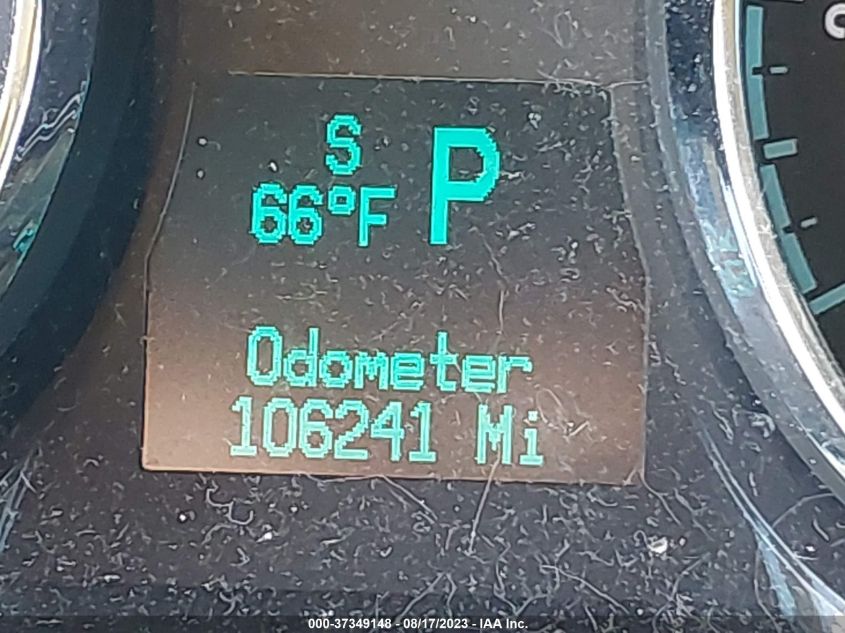 S
66°F P
Odometer
106241 Mi
000-37349148 - 08/17/2023 - IAA Inc.